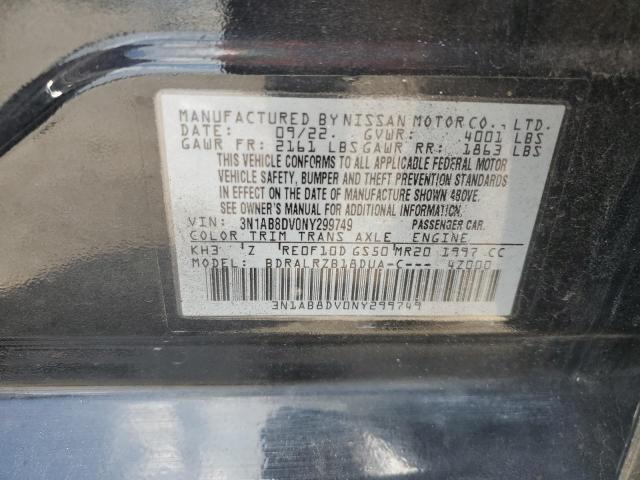 MANUFACTURED BY NISSAN MOTOR CO., LTD.
DATE: 09/22 GVWR: 4001 LBS
GAWR FR: 2161 LBS GAWR RR: 1863 LBS
THIS VEHICLE CONFORMS TO ALL APPLICABLE FEDERAL MOTOR
VEHICLE SAFETY, BUMPER AND THEFT PREVENTION STANDARDS
IN EFFECT ON THE DATE OF MANUFACTURE SHOWN ABOVE.
SEE OWNER'S MANUAL FOR ADDITIONAL INFORMATION.
VIN: 3N1AB8DV0NY299749 PASSENGER CAR.
COLOR TRIM TRANS AXLE ENGINE
KH3 Z RE0F10D GS50 MR20 1997 CC
MODEL: BDRALRZB18DUA-C--- 4Z000
3N1AB8DV0NY299749